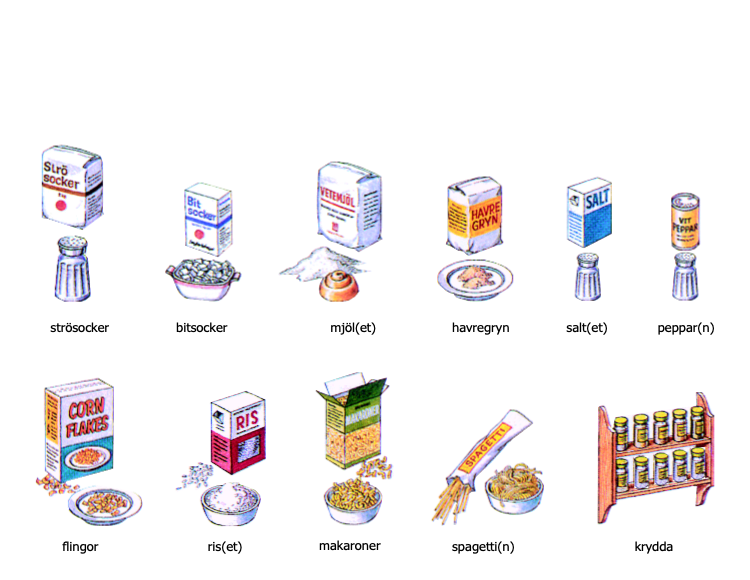 Strö
socker
Bit
socker
VETEMJÖL
HAVRE
GRYN
SALT
VIT
PEPPAR
strösocker
bitsocker
mjöl(et)
havregryn
salt(et)
peppar(n)
CORN
FLAKES
RIS
MAKARONER
SPAGETTI
flingor
ris(et)
makaroner
spagetti(n)
krydda